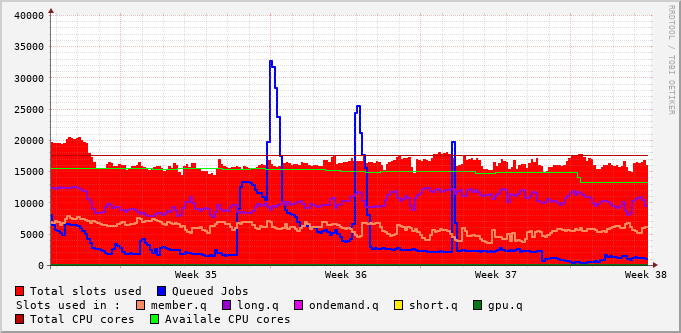 40000
35000
30000
25000
20000
15000
10000
5000
0
Week 35 Week 36 Week 37 Week 38
RRDTOOL / TOBI OETIKER
Total slots used Queued Jobs
Slots used in : member.q long.q ondemand.q short.q gpu.q
Total CPU cores Availale CPU cores